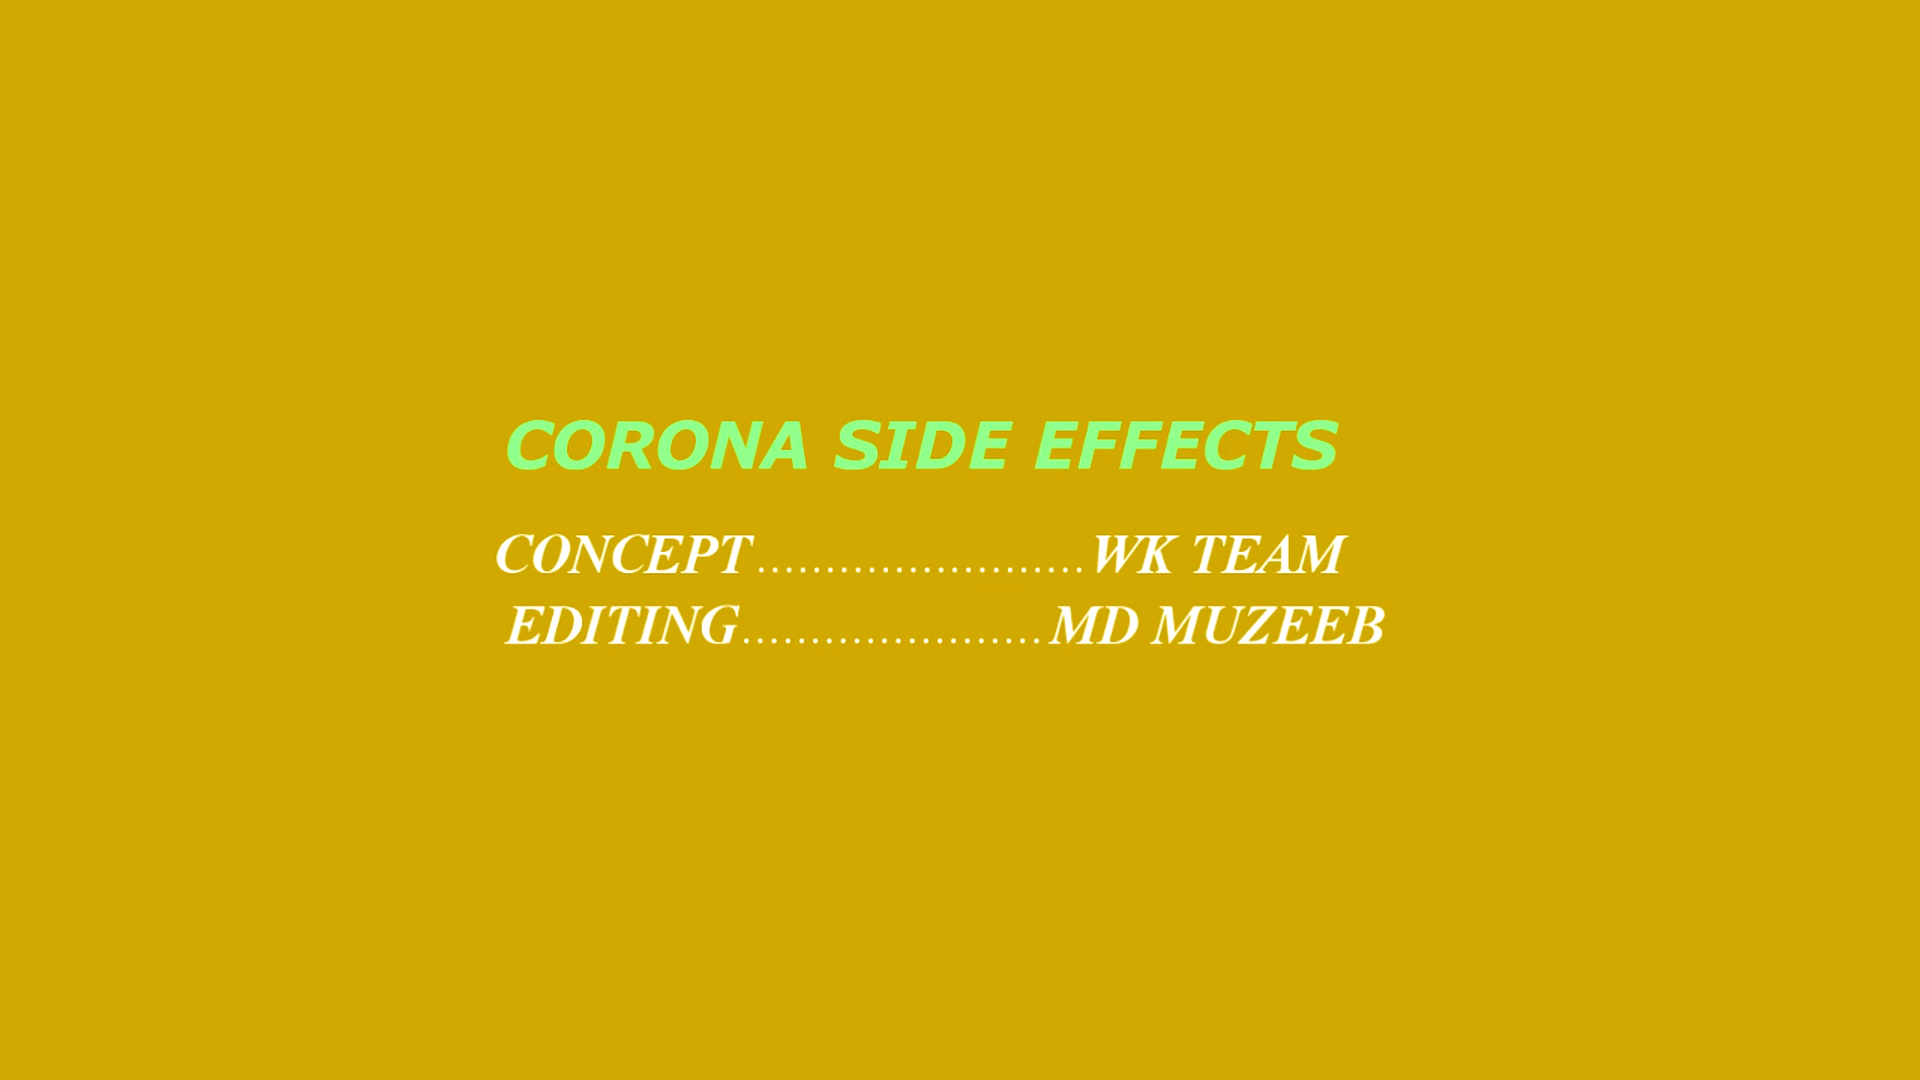 CORONA SIDE EFFECTS
CONCEPT........................WK TEAM
EDITING......................MD MUZEEB